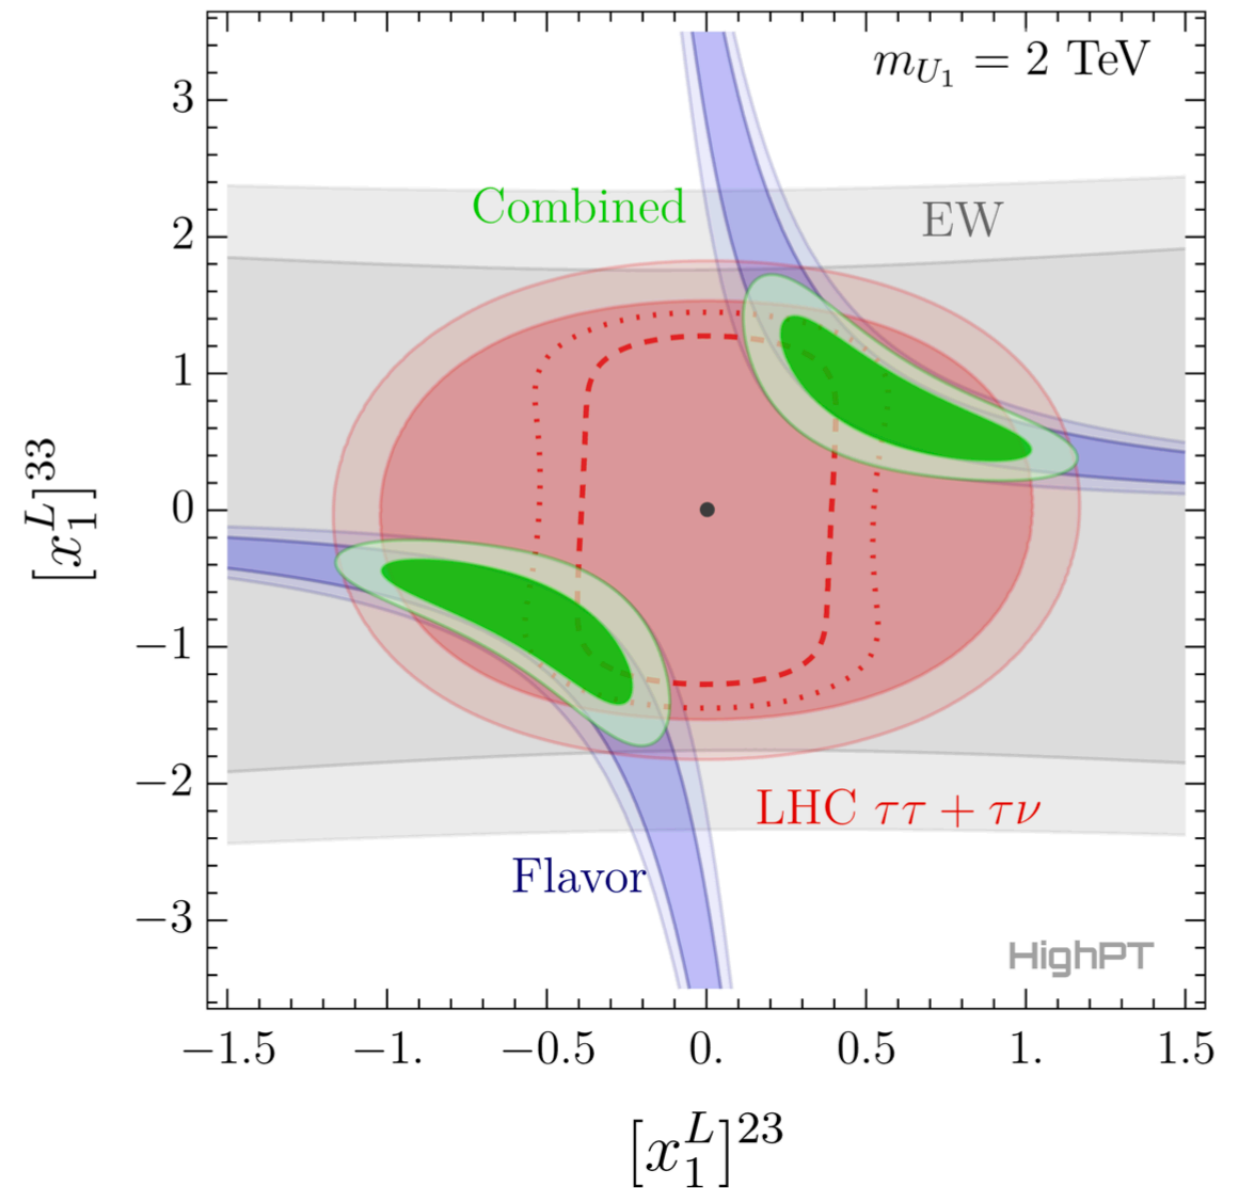 m_{U_1} = 2 TeV
Combined
EW
LHC ττ + τν
Flavor
HighPT
3
2
1
0
−1
−2
−3
[x_1^L]^{33}
−1.5 −1. −0.5 0. 0.5 1. 1.5
[x_1^L]^{23}